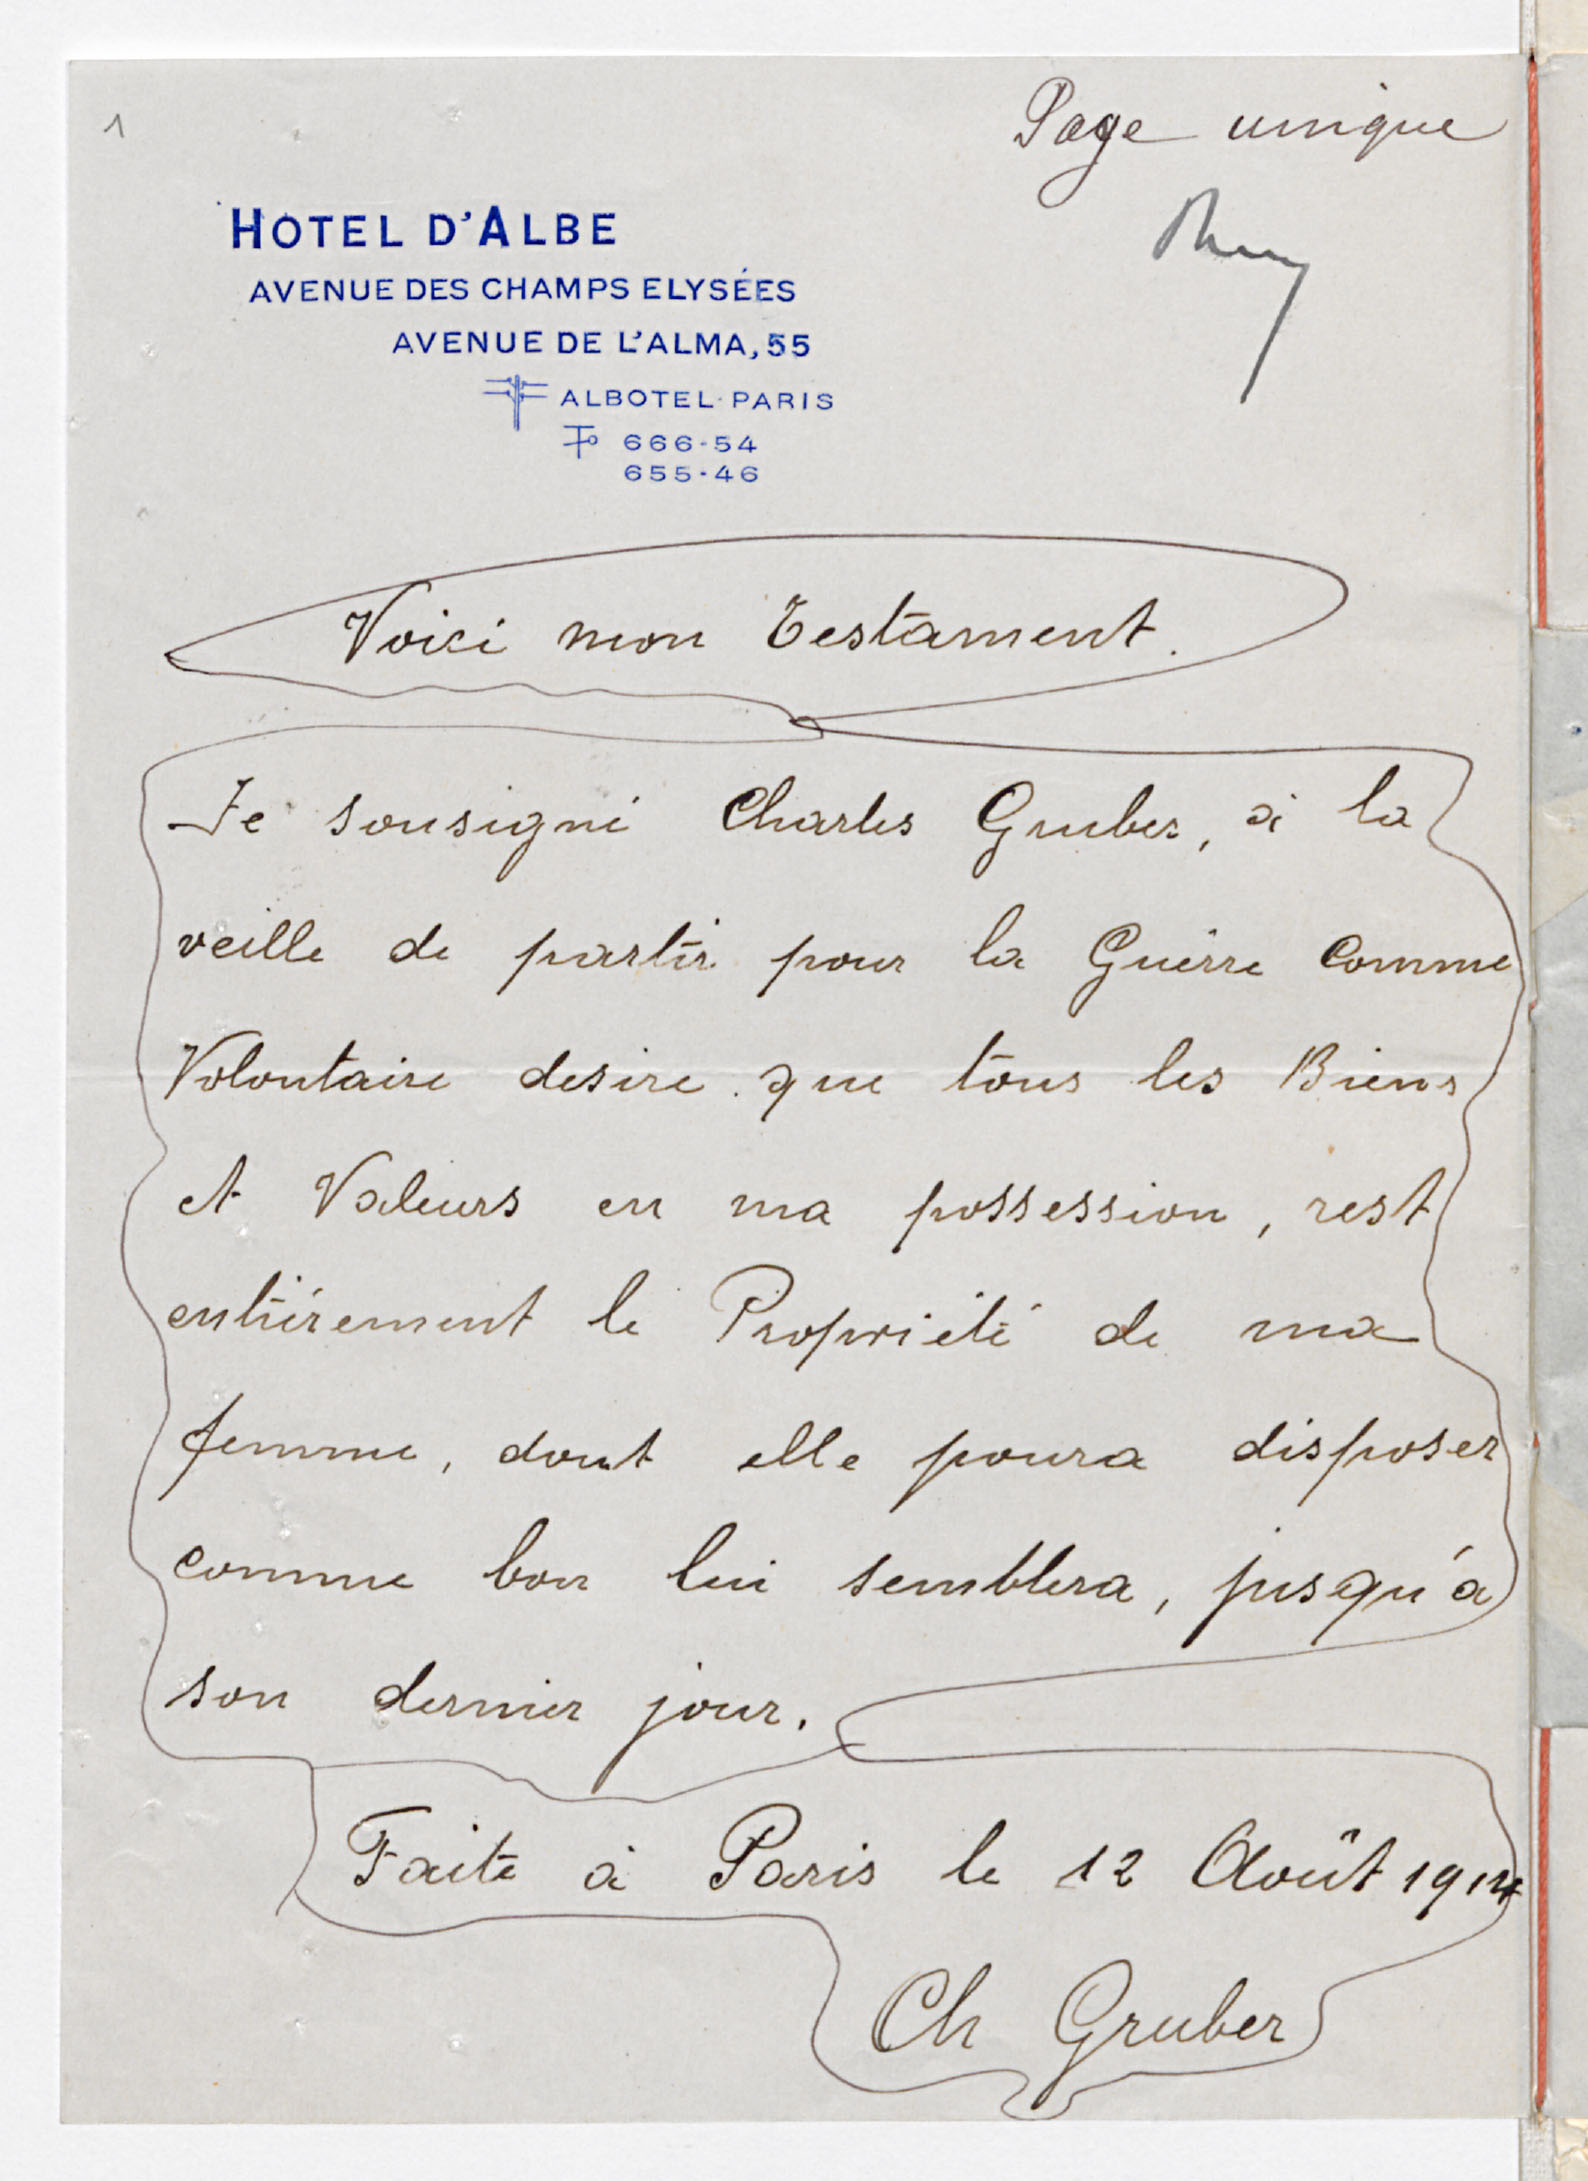 1
Page unique
HOTEL D'ALBE
AVENUE DES CHAMPS ELYSÉES
AVENUE DE L'ALMA, 55
ALBOTEL-PARIS
666-54
655-46
Voici mon Testament.
Je sousigné Charles Gruber, à la
veille de partir pour la Guèrre comme
Volontaire desire que tous les Biens
et Valeurs en ma possession, rest
entièrement le Propriété de ma
femme, dont elle poura disposer
comme bon lui semblera, jusqu'à
son dernier jour.
Faite à Paris le 12 Août 1914
Ch Gruber